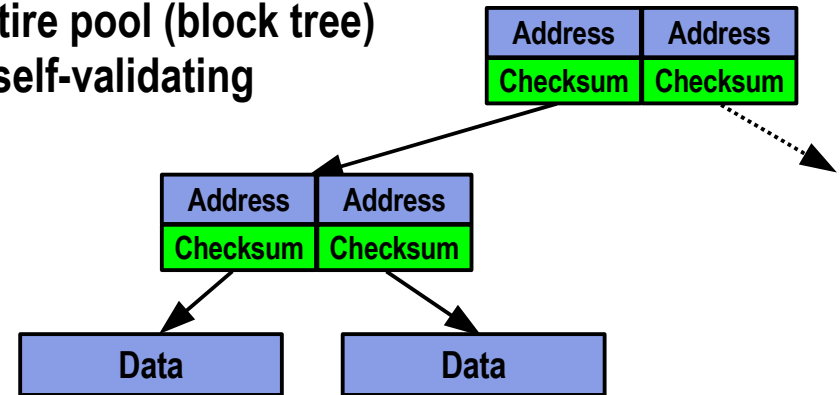 tire pool (block tree)
self-validating
Address Address
Checksum Checksum
Address Address
Checksum Checksum
Data Data